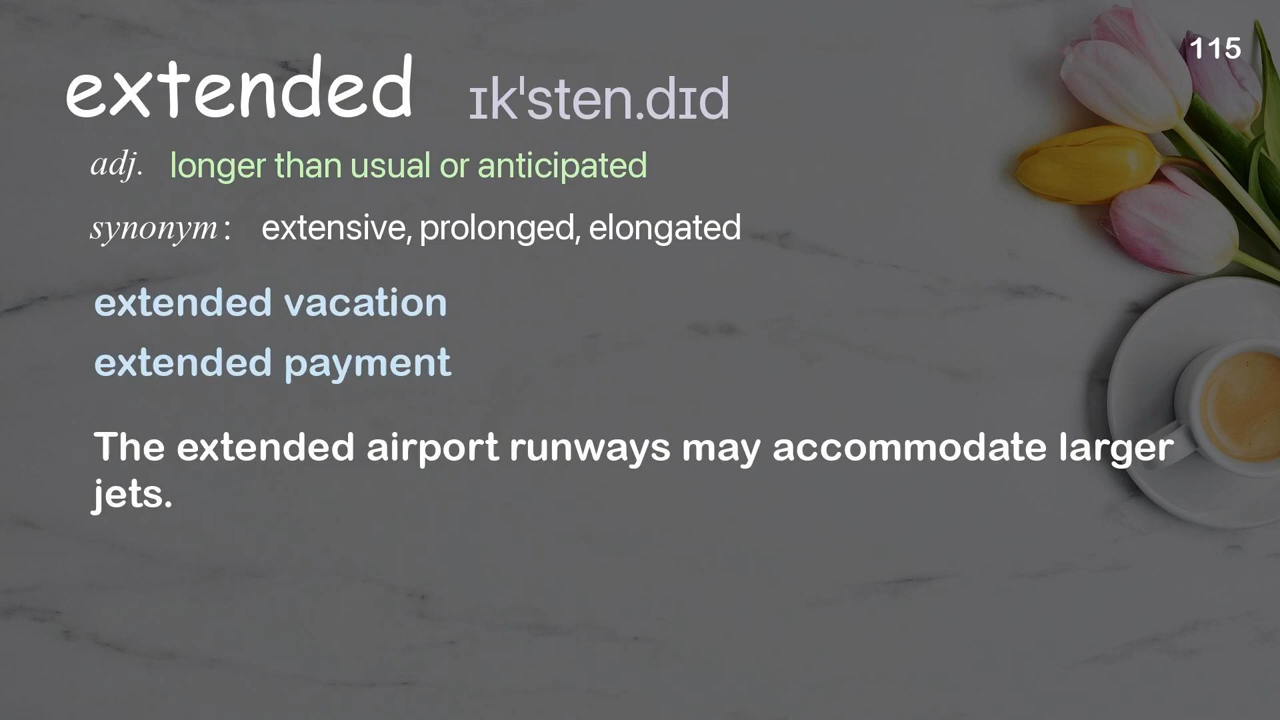 115
extended ɪkˈsten.dɪd
adj. longer than usual or anticipated
synonym: extensive, prolonged, elongated
extended vacation
extended payment
The extended airport runways may accommodate larger
jets.